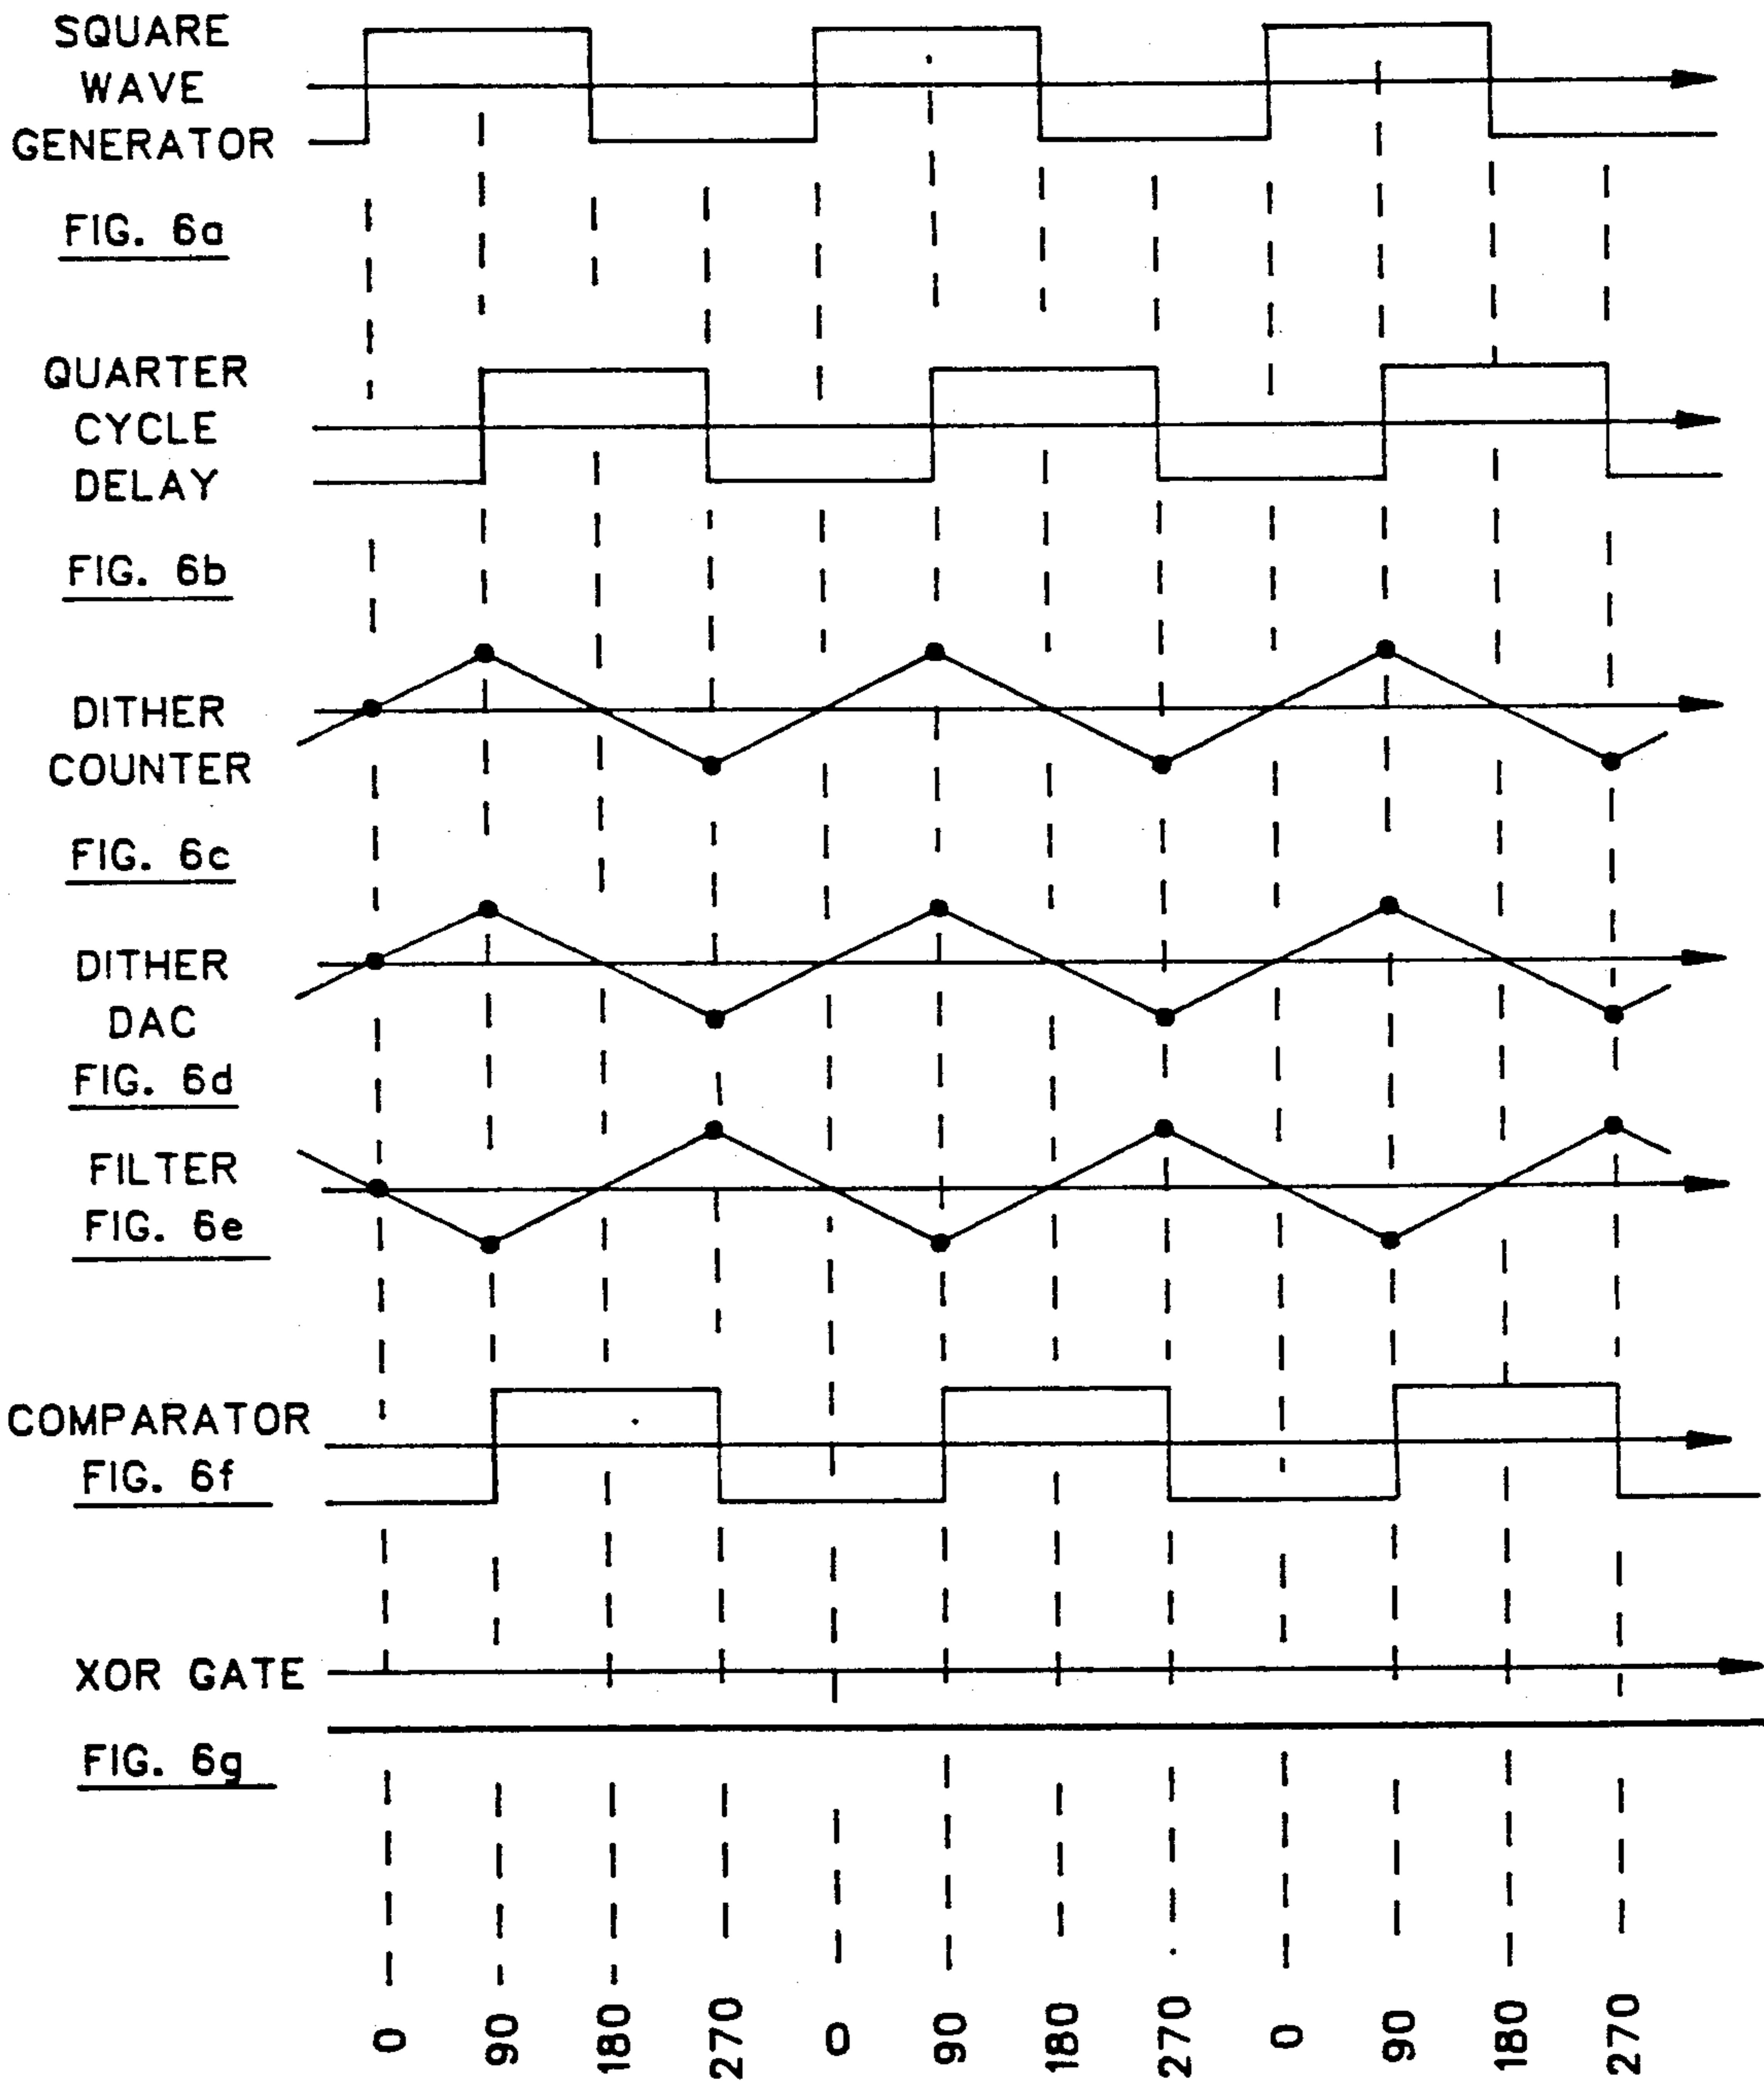 SQUARE
WAVE
GENERATOR
FIG. 6a
QUARTER
CYCLE
DELAY
FIG. 6b
DITHER
COUNTER
FIG. 6c
DITHER
DAC
FIG. 6d
FILTER
FIG. 6e
COMPARATOR
FIG. 6f
XOR GATE
FIG. 6g
0 90 180 270 0 90 180 270 0 90 180 270